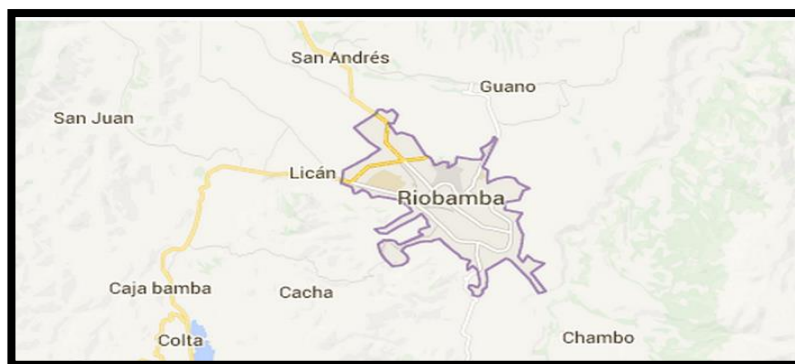 San Andrés
Guano
San Juan
Licán
Riobamba
Caja bamba
Cacha
Colta
Chambo